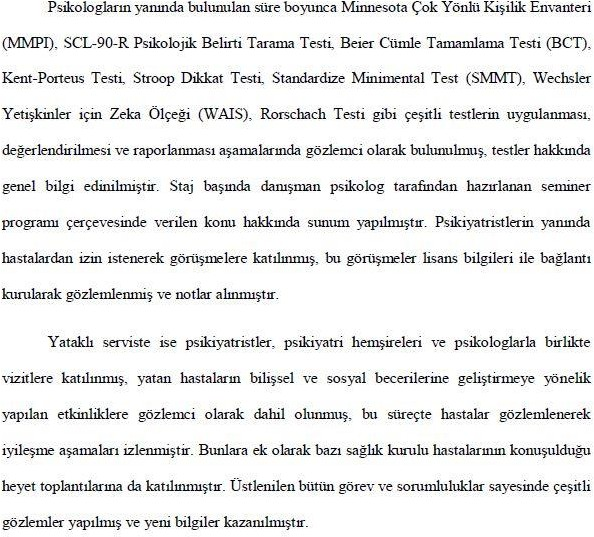 Psikologların yanında bulunulan süre boyunca Minnesota Çok Yönlü Kişilik Envanteri
(MMPI), SCL-90-R Psikolojik Belirti Tarama Testi, Beier Cümle Tamamlama Testi (BCT),
Kent-Porteus Testi, Stroop Dikkat Testi, Standardize Minimental Test (SMMT), Wechsler
Yetişkinler için Zeka Ölçeği (WAIS), Rorschach Testi gibi çeşitli testlerin uygulanması,
değerlendirilmesi ve raporlanması aşamalarında gözlemci olarak bulunulmuş, testler hakkında
genel bilgi edinilmiştir. Staj başında danışman psikolog tarafından hazırlanan seminer
programı çerçevesinde verilen konu hakkında sunum yapılmıştır. Psikiyatristlerin yanında
hastalardan izin istenerek görüşmelere katılınmış, bu görüşmeler lisans bilgileri ile bağlantı
kurularak gözlemlenmiş ve notlar alınmıştır.
Yataklı serviste ise psikiyatristler, psikiyatri hemşireleri ve psikologlarla birlikte
vizitlere katılınmış, yatan hastaların bilişsel ve sosyal becerilerine geliştirmeye yönelik
yapılan etkinliklere gözlemci olarak dahil olunmuş, bu süreçte hastalar gözlemlenerek
iyileşme aşamaları izlenmiştir. Bunlara ek olarak bazı sağlık kurulu hastalarının konuşulduğu
heyet toplantılarına da katılınmıştır. Üstlenilen bütün görev ve sorumluluklar sayesinde çeşitli
gözlemler yapılmış ve yeni bilgiler kazanılmıştır.